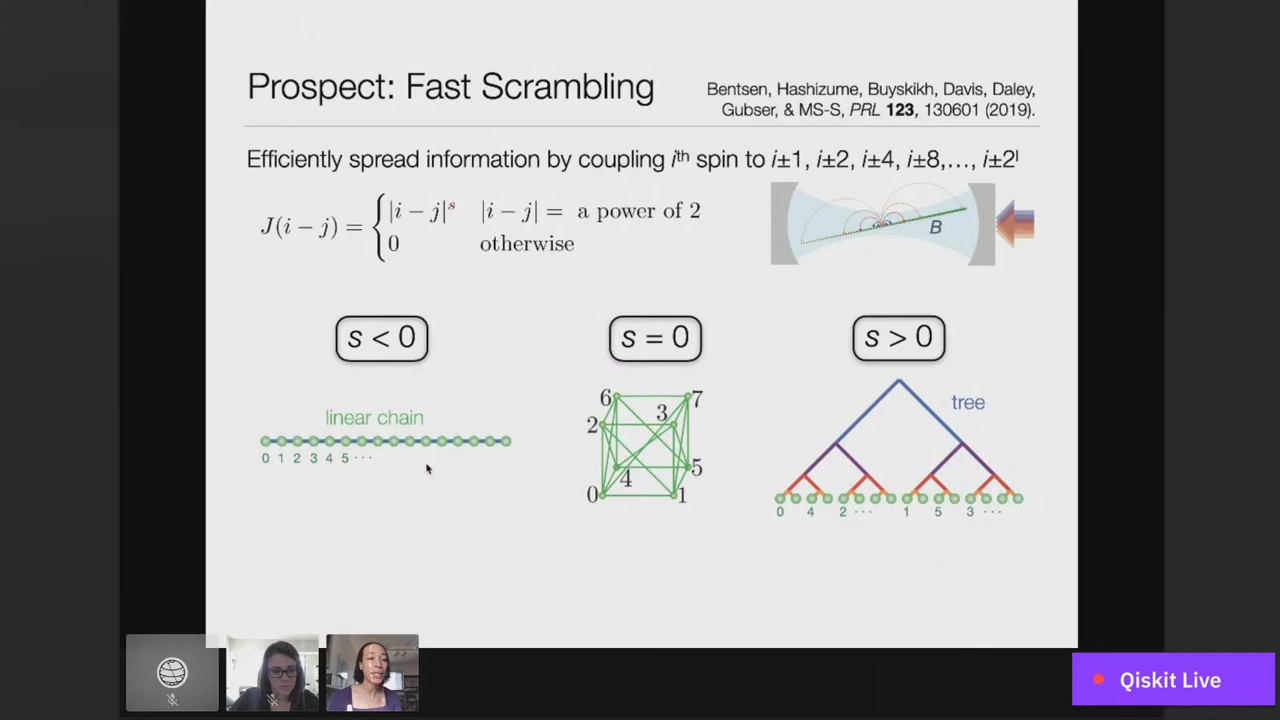 Prospect: Fast Scrambling
Bentsen, Hashizume, Buyskikh, Davis, Daley,
Gubser, & MS-S, PRL 123, 130601 (2019).
Efficiently spread information by coupling iᵗʰ spin to i±1, i±2, i±4, i±8,…, i±2ˡ
J(i − j) = { |i − j|ˢ |i − j| = a power of 2
0 otherwise
B
s < 0
s = 0
s > 0
linear chain
0 1 2 3 4 5 ···
6 7
3
2
4 5
0 1
tree
0 4 2 ··· 1 5 3 ···
Qiskit Live